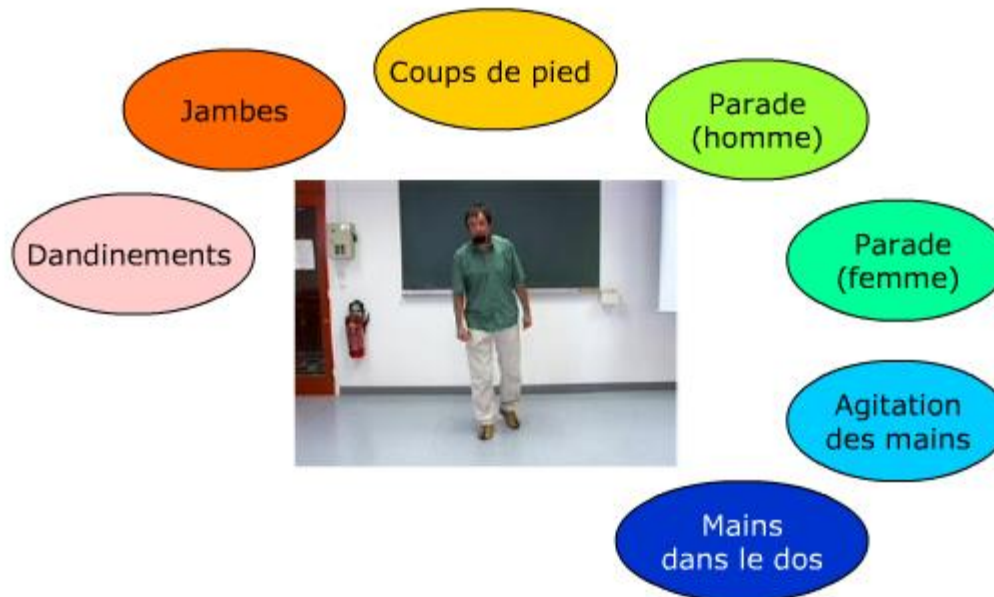 Coups de pied
Jambes
Parade
(homme)
Dandinements
Parade
(femme)
Agitation
des mains
Mains
dans le dos